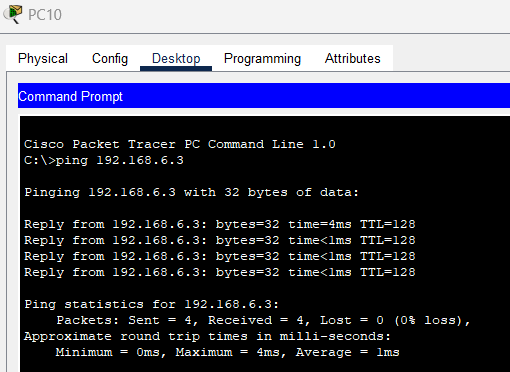 PC10
Physical Config Desktop Programming Attributes
Command Prompt
Cisco Packet Tracer PC Command Line 1.0
C:\>ping 192.168.6.3
Pinging 192.168.6.3 with 32 bytes of data:
Reply from 192.168.6.3: bytes=32 time=4ms TTL=128
Reply from 192.168.6.3: bytes=32 time<1ms TTL=128
Reply from 192.168.6.3: bytes=32 time<1ms TTL=128
Reply from 192.168.6.3: bytes=32 time<1ms TTL=128
Ping statistics for 192.168.6.3:
Packets: Sent = 4, Received = 4, Lost = 0 (0% loss),
Approximate round trip times in milli-seconds:
Minimum = 0ms, Maximum = 4ms, Average = 1ms